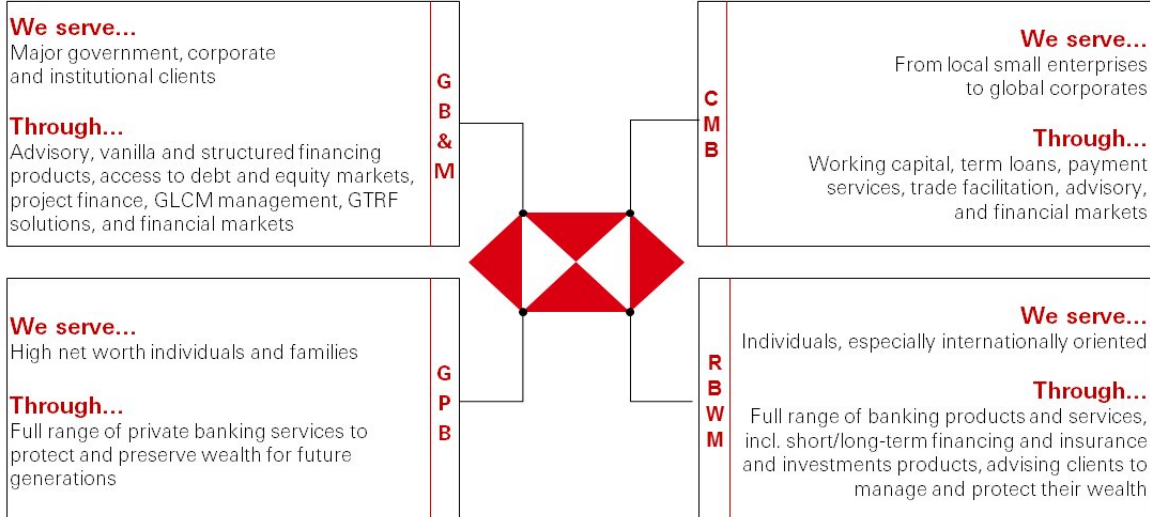 We serve...
Major government, corporate
and institutional clients
Through...
Advisory, vanilla and structured financing
products, access to debt and equity markets,
project finance, GLCM management, GTRF
solutions, and financial markets
G
B
&
M
C
M
B
We serve...
From local small enterprises
to global corporates
Through...
Working capital, term loans, payment
services, trade facilitation, advisory,
and financial markets
We serve...
High net worth individuals and families
Through...
Full range of private banking services to
protect and preserve wealth for future
generations
G
P
B
R
B
W
M
We serve...
Individuals, especially internationally oriented
Through...
Full range of banking products and services,
incl. short/long-term financing and insurance
and investments products, advising clients to
manage and protect their wealth